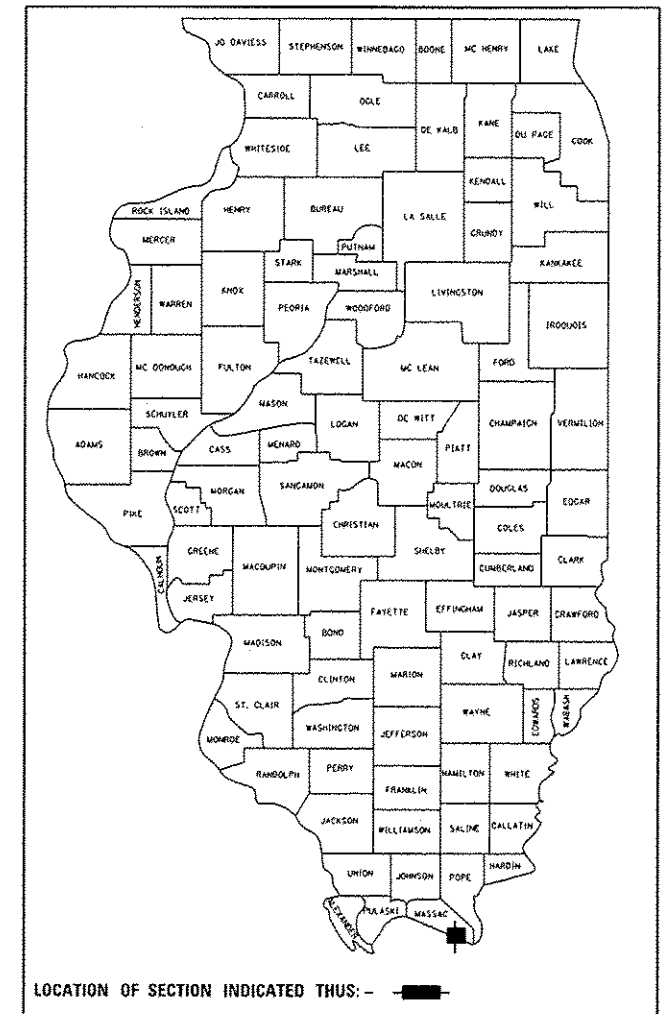 JO DAVIESS STEPHENSON WINNEBAGO BOONE MC HENRY LAKE
CARROLL OGLE DE KALB KANE DU PAGE COOK
WHITESIDE LEE KENDALL WILL
ROCK ISLAND HENRY BUREAU LA SALLE GRUNDY
MERCER PUTNAM KANKAKEE
STARK MARSHALL
HENDERSON WARREN KNOX PEORIA WOODFORD LIVINGSTON IROQUOIS
HANCOCK MC DONOUGH FULTON TAZEWELL MC LEAN FORD
MASON
SCHUYLER LOGAN DE WITT CHAMPAIGN VERMILION
ADAMS BROWN CASS MENARD MACON PIATT
MORGAN SANGAMON DOUGLAS EDGAR
PIKE SCOTT CHRISTIAN MOULTRIE COLES
CALHOUN GREENE MACOUPIN MONTGOMERY SHELBY CUMBERLAND CLARK
JERSEY FAYETTE EFFINGHAM JASPER CRAWFORD
MADISON BOND CLAY RICHLAND LAWRENCE
CLINTON MARION
ST. CLAIR WAYNE EDWARDS WABASH
MONROE WASHINGTON JEFFERSON
RANDOLPH PERRY HAMILTON WHITE
FRANKLIN
JACKSON WILLIAMSON SALINE GALLATIN
UNION JOHNSON POPE HARDIN
ALEXANDER PULASKI MASSAC
LOCATION OF SECTION INDICATED THUS: -